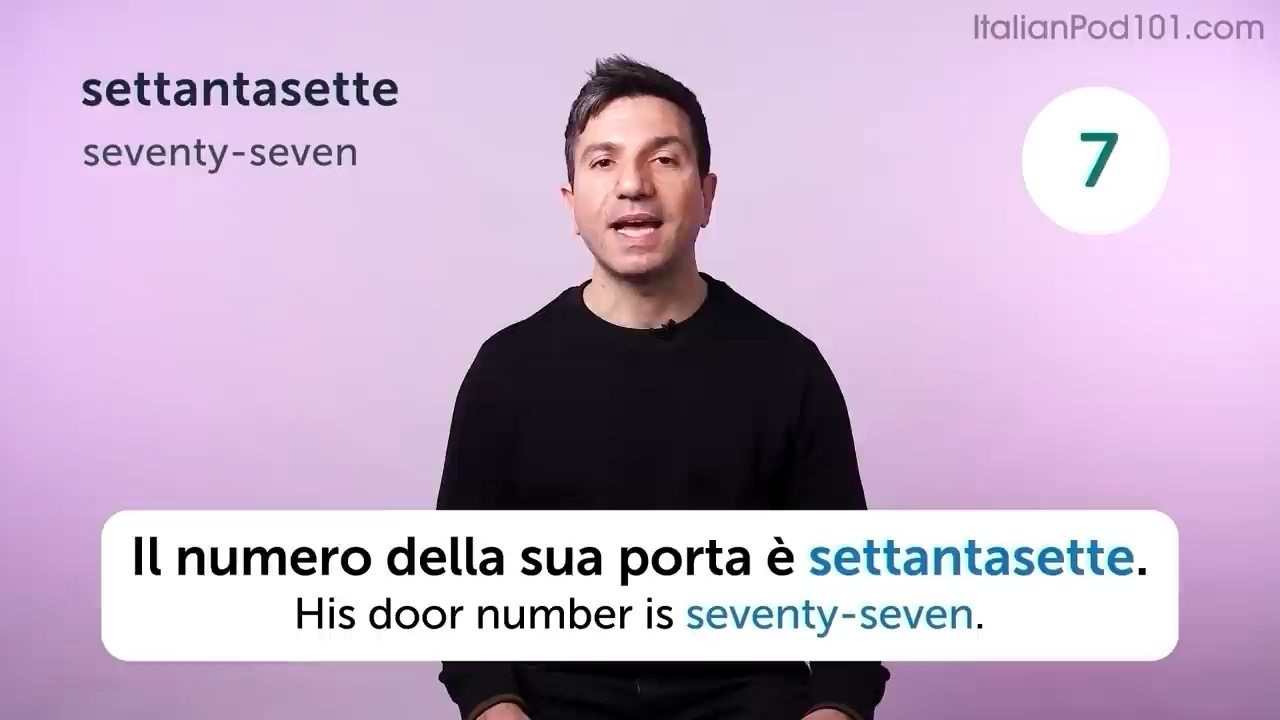 ItalianPod101.com
settantasette
seventy-seven
7
Il numero della sua porta è settantasette.
His door number is seventy-seven.